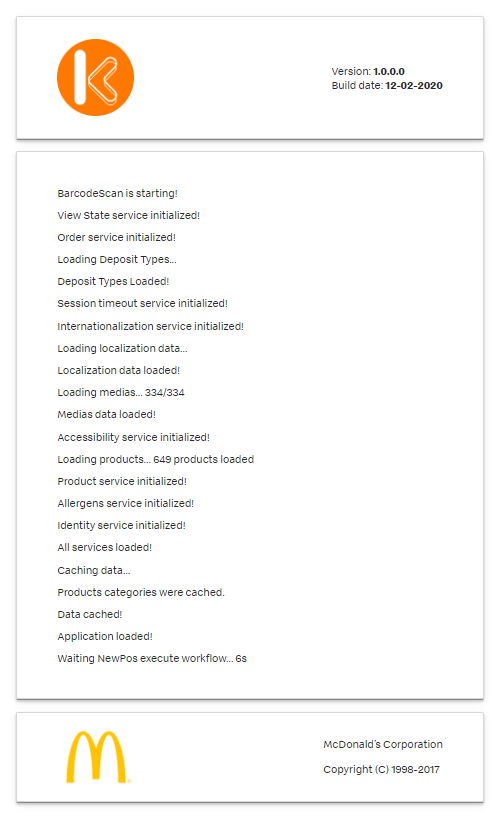 Version: 1.0.0.0
Build date: 12-02-2020
BarcodeScan is starting!
View State service initialized!
Order service initialized!
Loading Deposit Types...
Deposit Types Loaded!
Session timeout service initialized!
Internationalization service initialized!
Loading localization data...
Localization data loaded!
Loading medias... 334/334
Medias data loaded!
Accessibility service initialized!
Loading products... 649 products loaded
Product service initialized!
Allergens service initialized!
Identity service initialized!
All services loaded!
Caching data...
Products categories were cached.
Data cached!
Application loaded!
Waiting NewPos execute workflow... 6s
McDonald's Corporation
Copyright (C) 1998-2017